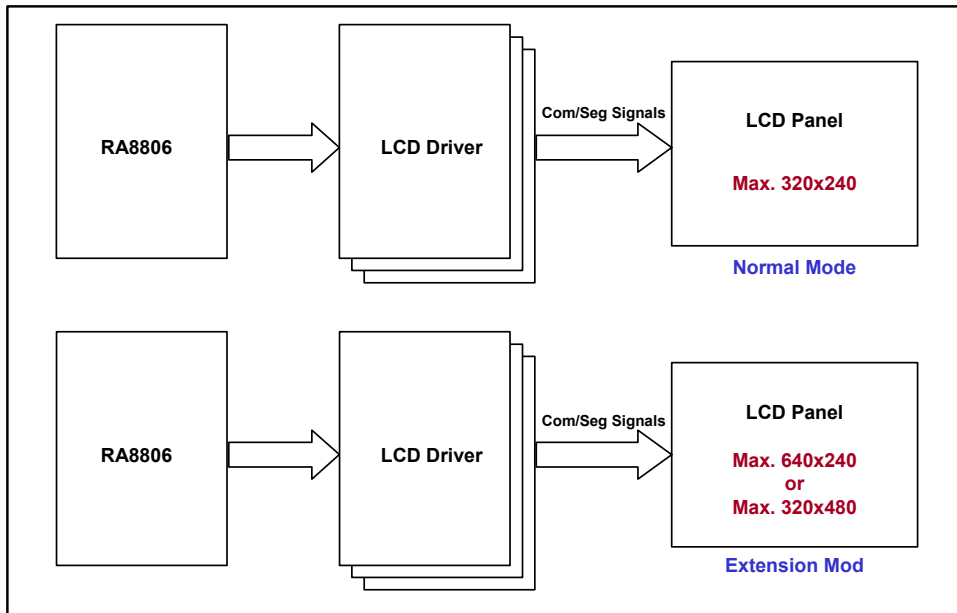 RA8806
LCD Driver
Com/Seg Signals
LCD Panel
Max. 320x240
Normal Mode
RA8806
LCD Driver
Com/Seg Signals
LCD Panel
Max. 640x240
or
Max. 320x480
Extension Mod